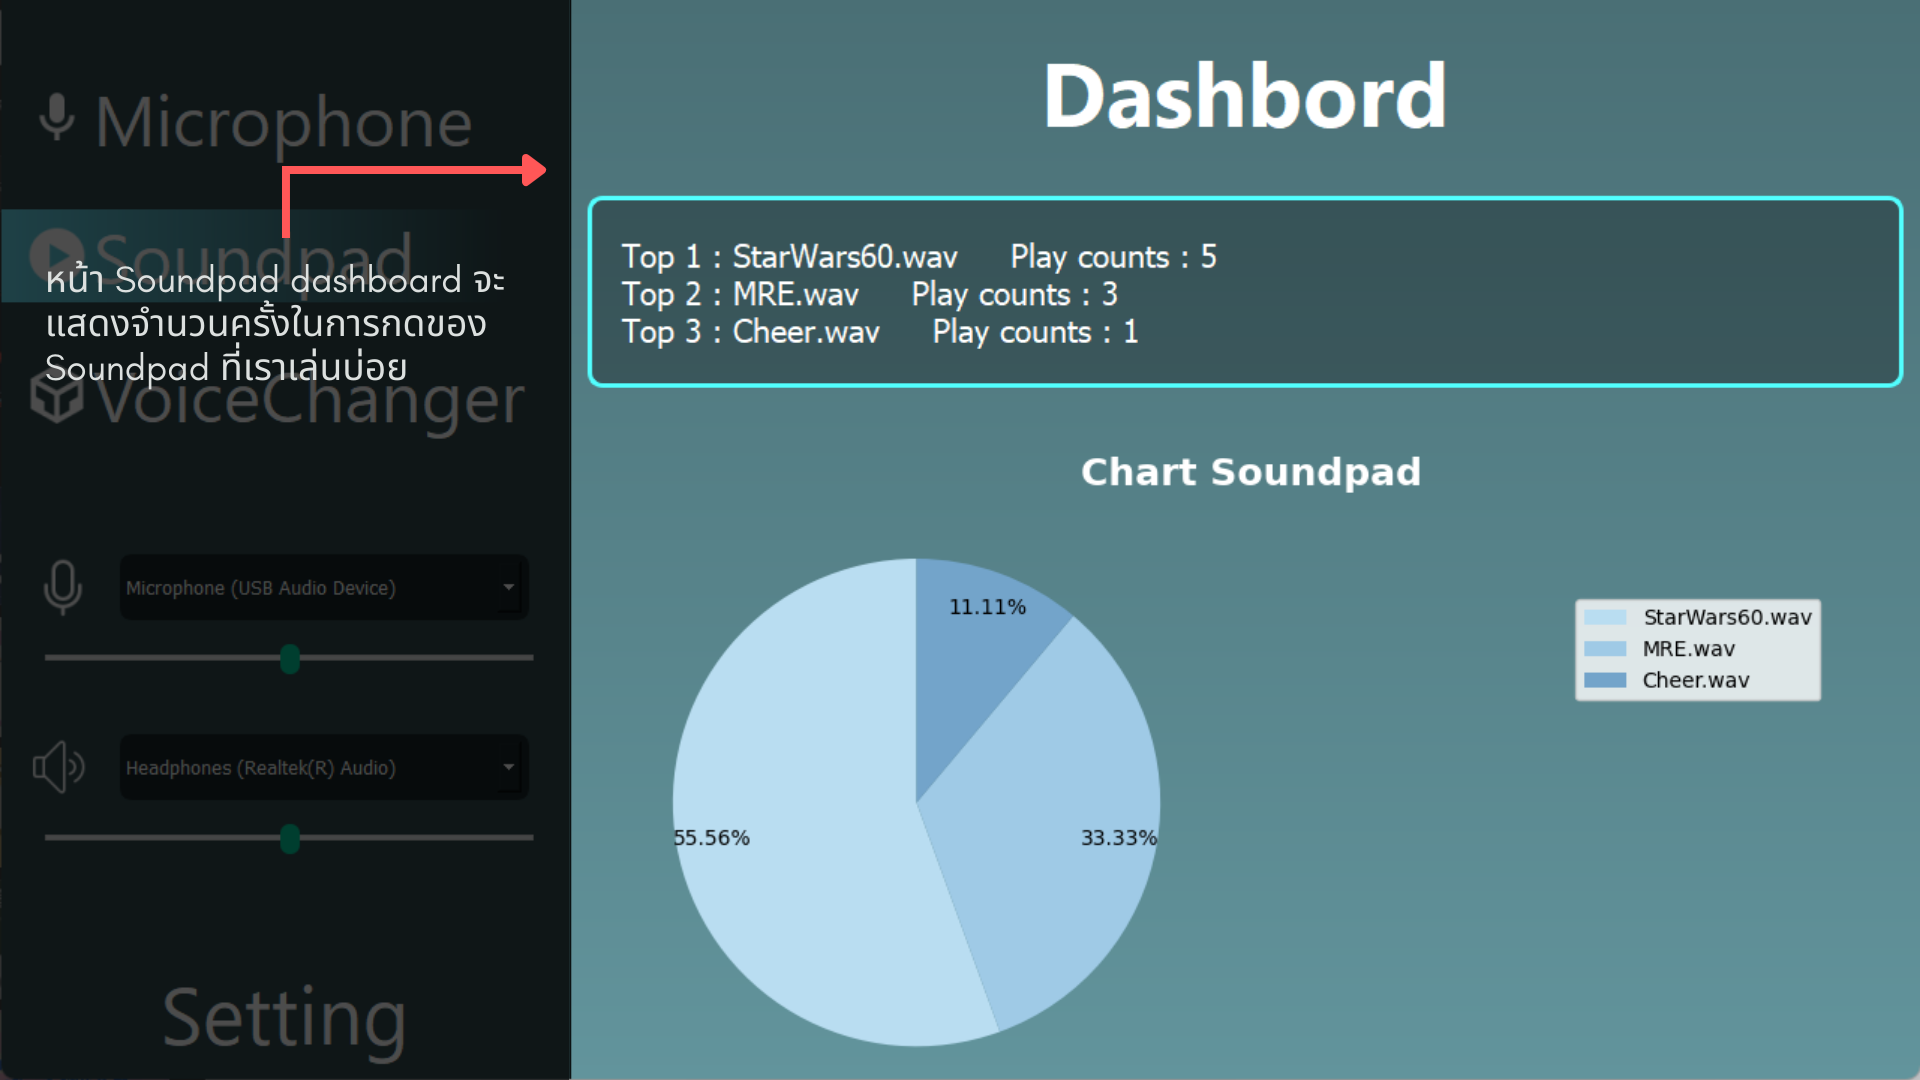 Microphone
Soundpad
หน้า Soundpad dashboard จะ
แสดงจำนวนครั้งในการกดของ
Soundpad ที่เราเล่นบ่อย
VoiceChanger
Microphone (USB Audio Device)
Headphones (Realtek(R) Audio)
Setting
Dashbord
Top 1 : StarWars60.wav Play counts : 5
Top 2 : MRE.wav Play counts : 3
Top 3 : Cheer.wav Play counts : 1
Chart Soundpad
11.11%
55.56%
33.33%
StarWars60.wav
MRE.wav
Cheer.wav